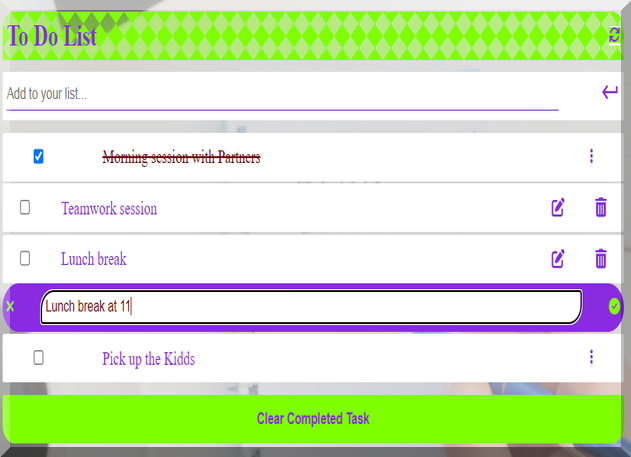 To Do List
Add to your list...
Morning session with Partners
Teamwork session
Lunch break
Lunch break at 11
Pick up the Kidds
Clear Completed Task